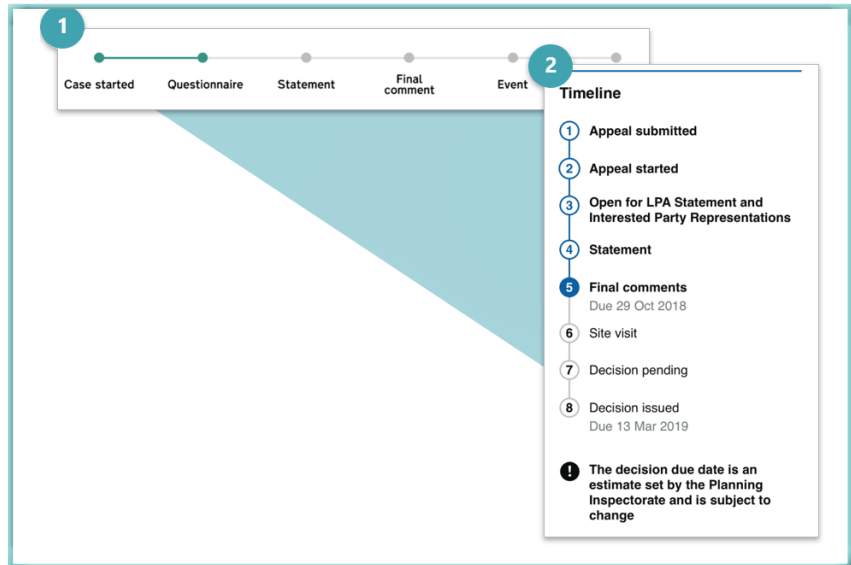 1
Case started
Questionnaire
Statement
Final
comment
Event
2
Timeline
1 Appeal submitted
2 Appeal started
3 Open for LPA Statement and
Interested Party Representations
4 Statement
5 Final comments
Due 29 Oct 2018
6 Site visit
7 Decision pending
8 Decision issued
Due 13 Mar 2019
! The decision due date is an
estimate set by the Planning
Inspectorate and is subject to
change